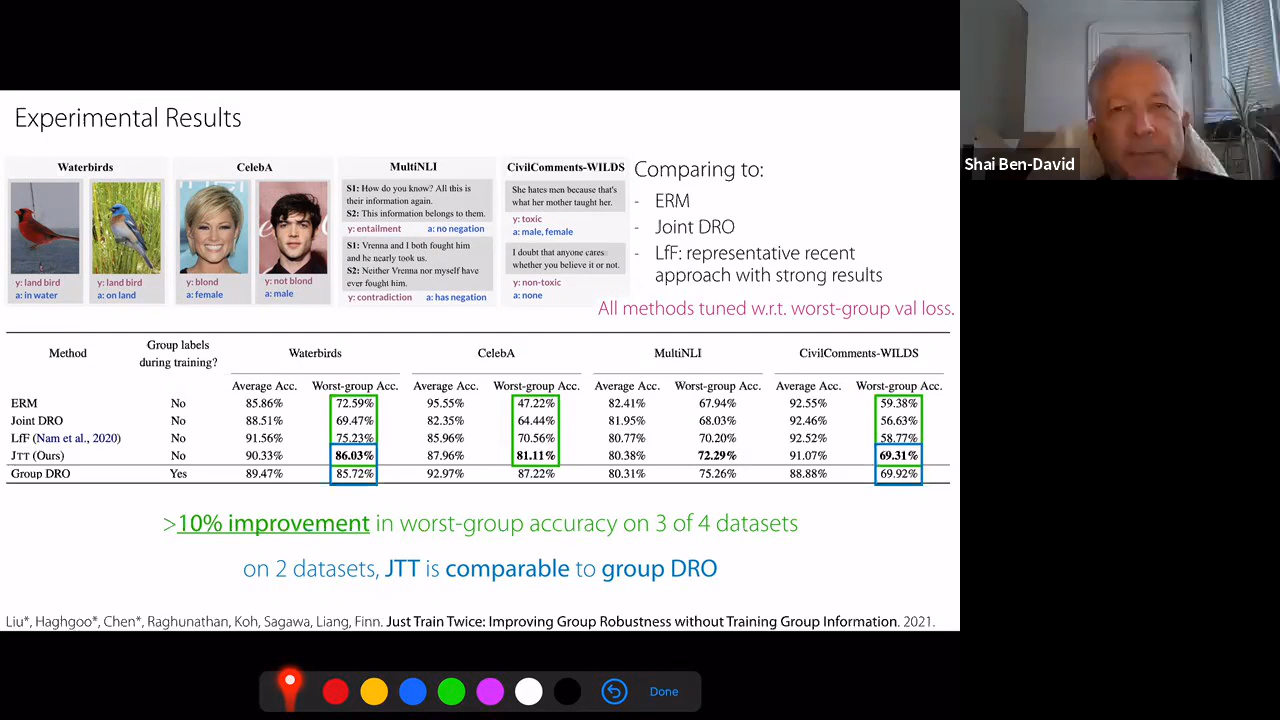 Experimental Results
Waterbirds
y: land bird
a: in water
y: land bird
a: on land
CelebA
y: blond
a: female
y: not blond
a: male
MultiNLI
S1: How do you know? All this is
their information again.
S2: This information belongs to them.
y: entailment a: no negation
S1: Vrenna and I both fought him
and he nearly took us.
S2: Neither Vrenna nor myself have
ever fought him.
y: contradiction a: has negation
CivilComments-WILDS
She hates men because that's
what her mother taught her.
y: toxic
a: male, female
I doubt that anyone cares
whether you believe it or not.
y: non-toxic
a: none
Comparing to:
- ERM
- Joint DRO
- LfF: representative recent
approach with strong results
All methods tuned w.r.t. worst-group val loss.
Method Group labels during training? Waterbirds CelebA MultiNLI CivilComments-WILDS
Average Acc. Worst-group Acc. Average Acc. Worst-group Acc. Average Acc. Worst-group Acc. Average Acc. Worst-group Acc.
ERM No 85.86% 72.59% 95.55% 47.22% 82.41% 67.94% 92.55% 59.38%
Joint DRO No 88.51% 69.47% 82.35% 64.44% 81.95% 68.03% 92.46% 56.63%
LfF (Nam et al., 2020) No 91.56% 75.23% 85.96% 70.56% 80.77% 70.20% 92.52% 58.77%
JTT (Ours) No 90.33% 86.03% 87.96% 81.11% 80.38% 72.29% 91.07% 69.31%
Group DRO Yes 89.47% 85.72% 92.97% 87.22% 80.31% 75.26% 88.88% 69.92%
>10% improvement in worst-group accuracy on 3 of 4 datasets
on 2 datasets, JTT is comparable to group DRO
Liu*, Haghgoo*, Chen*, Raghunathan, Koh, Sagawa, Liang, Finn. Just Train Twice: Improving Group Robustness without Training Group Information. 2021.
Shai Ben-David
Done